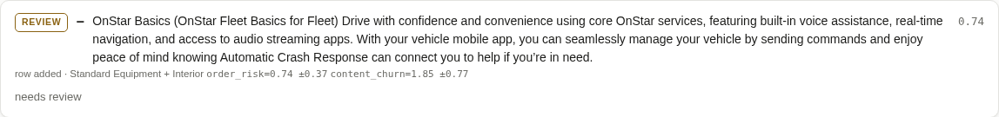 REVIEW – OnStar Basics (OnStar Fleet Basics for Fleet) Drive with confidence and convenience using core OnStar services, featuring built-in voice assistance, real-time 0.74
navigation, and access to audio streaming apps. With your vehicle mobile app, you can seamlessly manage your vehicle by sending commands and enjoy
peace of mind knowing Automatic Crash Response can connect you to help if you’re in need.
row added · Standard Equipment + Interior order_risk=0.74 ±0.37 content_churn=1.85 ±0.77
needs review